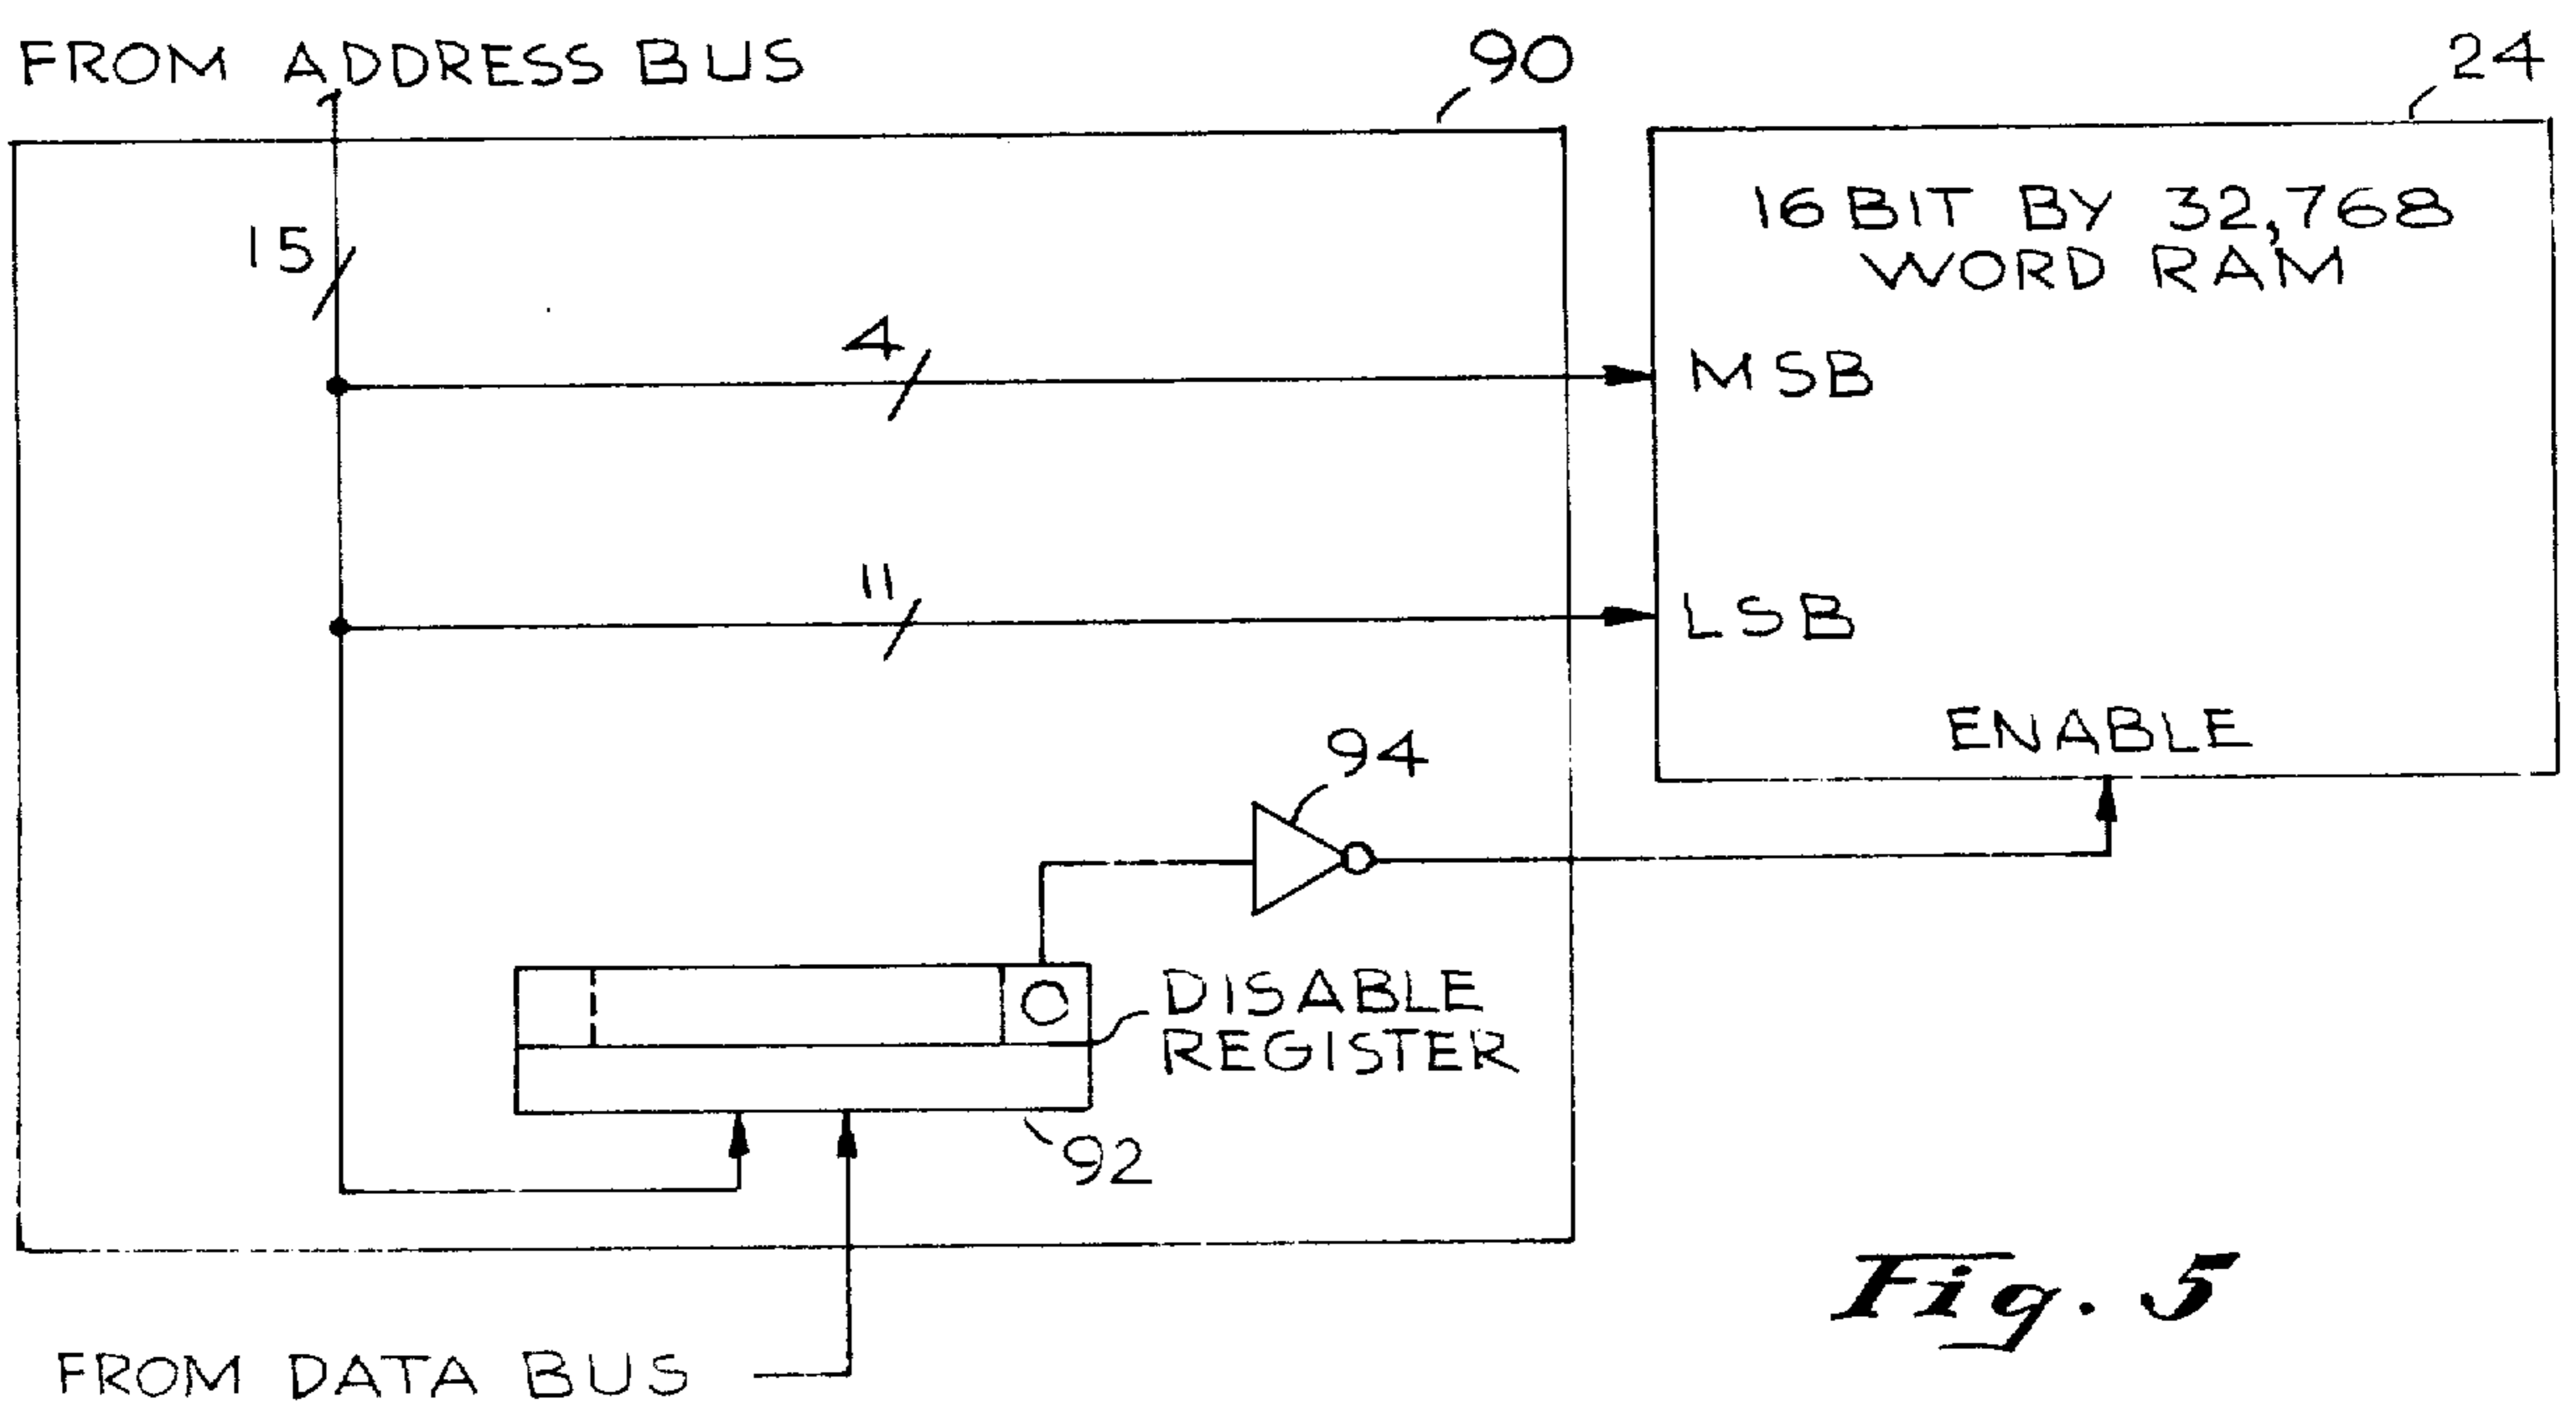 FROM ADDRESS BUS
90
24
15
16 BIT BY 32,768
WORD RAM
4
MSB
11
LSB
ENABLE
94
O
DISABLE
REGISTER
92
FROM DATA BUS
Fig. 5